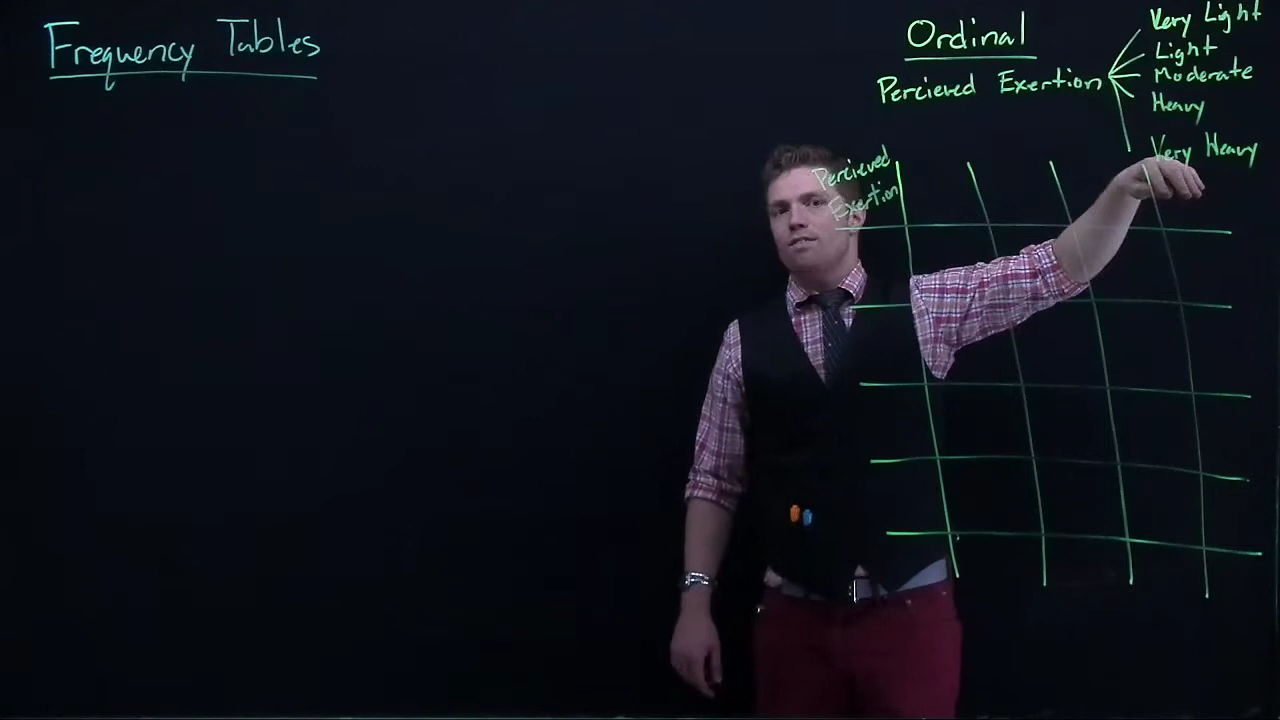 Frequency Tables
Ordinal
Percieved Exertion
Very Light
Light
Moderate
Heavy
Very Heavy
Percieved
Exertion